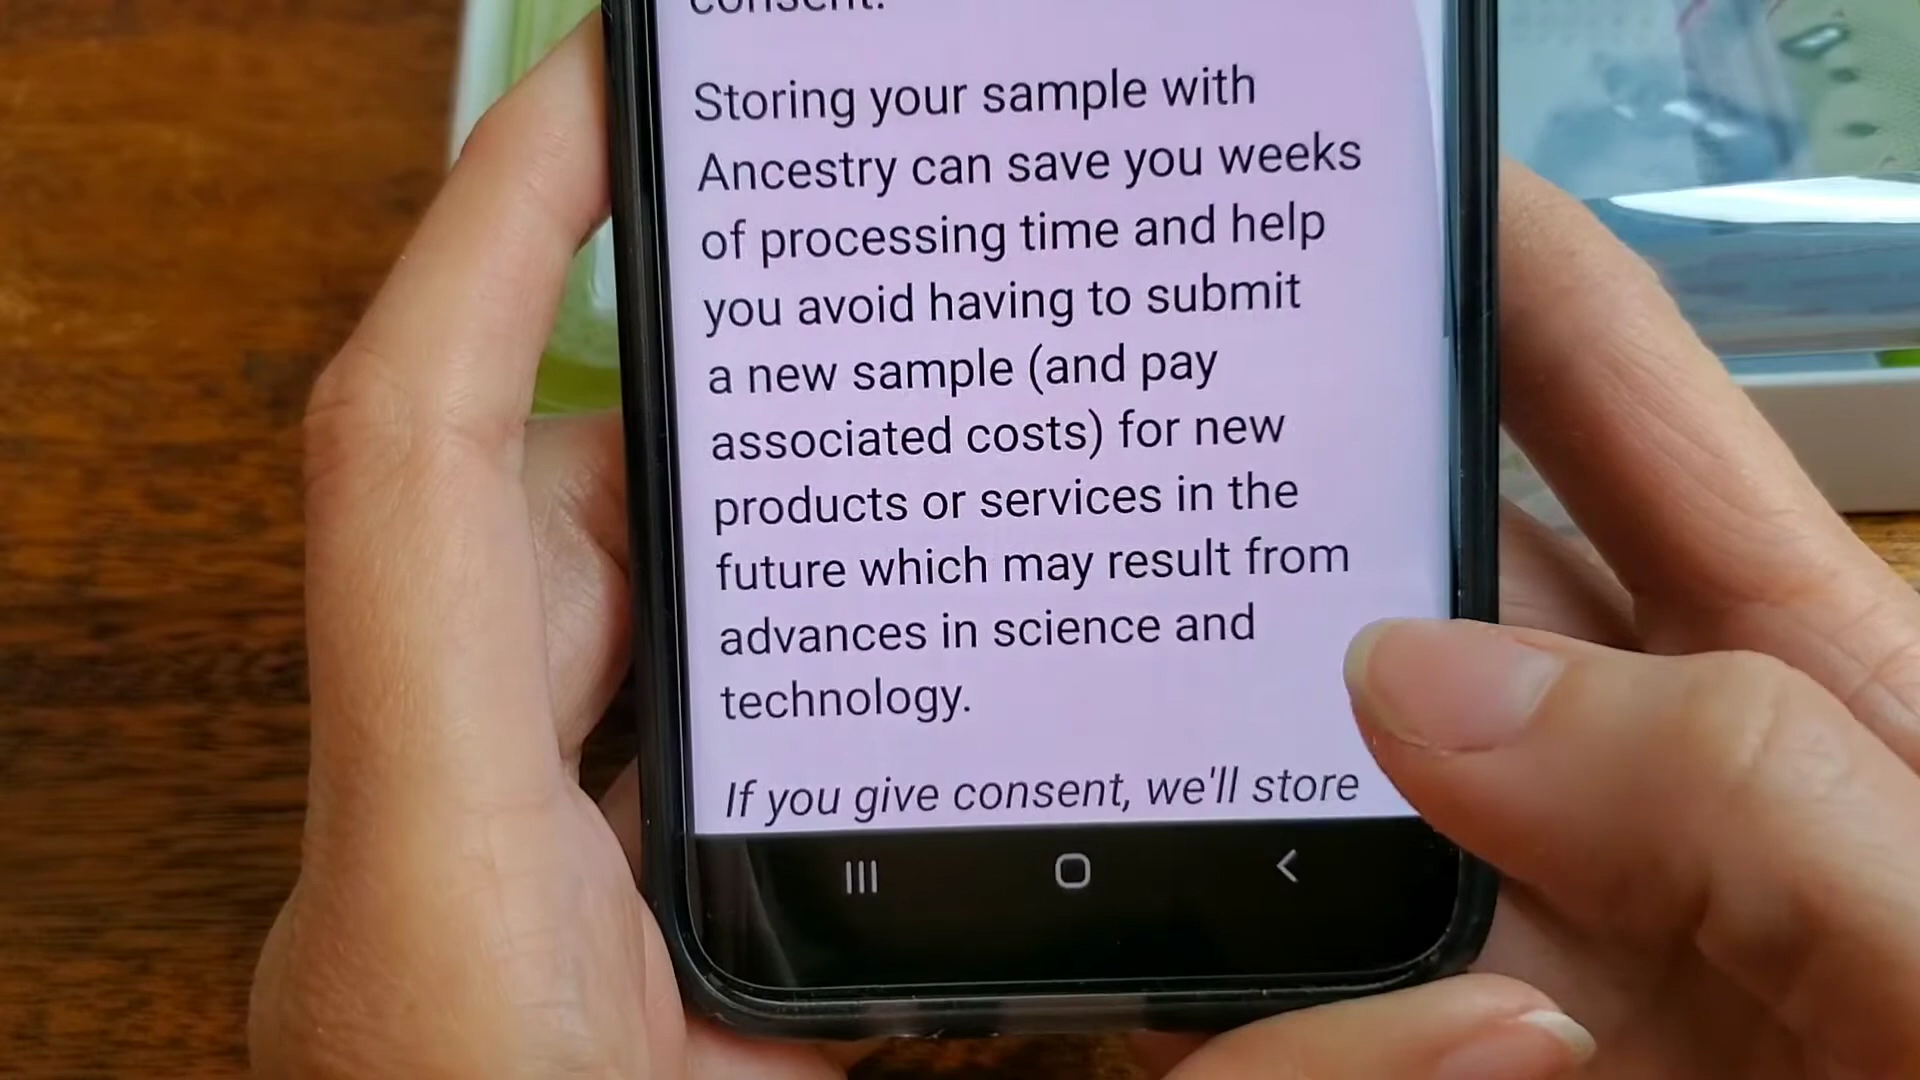 consent.
Storing your sample with
Ancestry can save you weeks
of processing time and help
you avoid having to submit
a new sample (and pay
associated costs) for new
products or services in the
future which may result from
advances in science and
technology.
If you give consent, we'll store